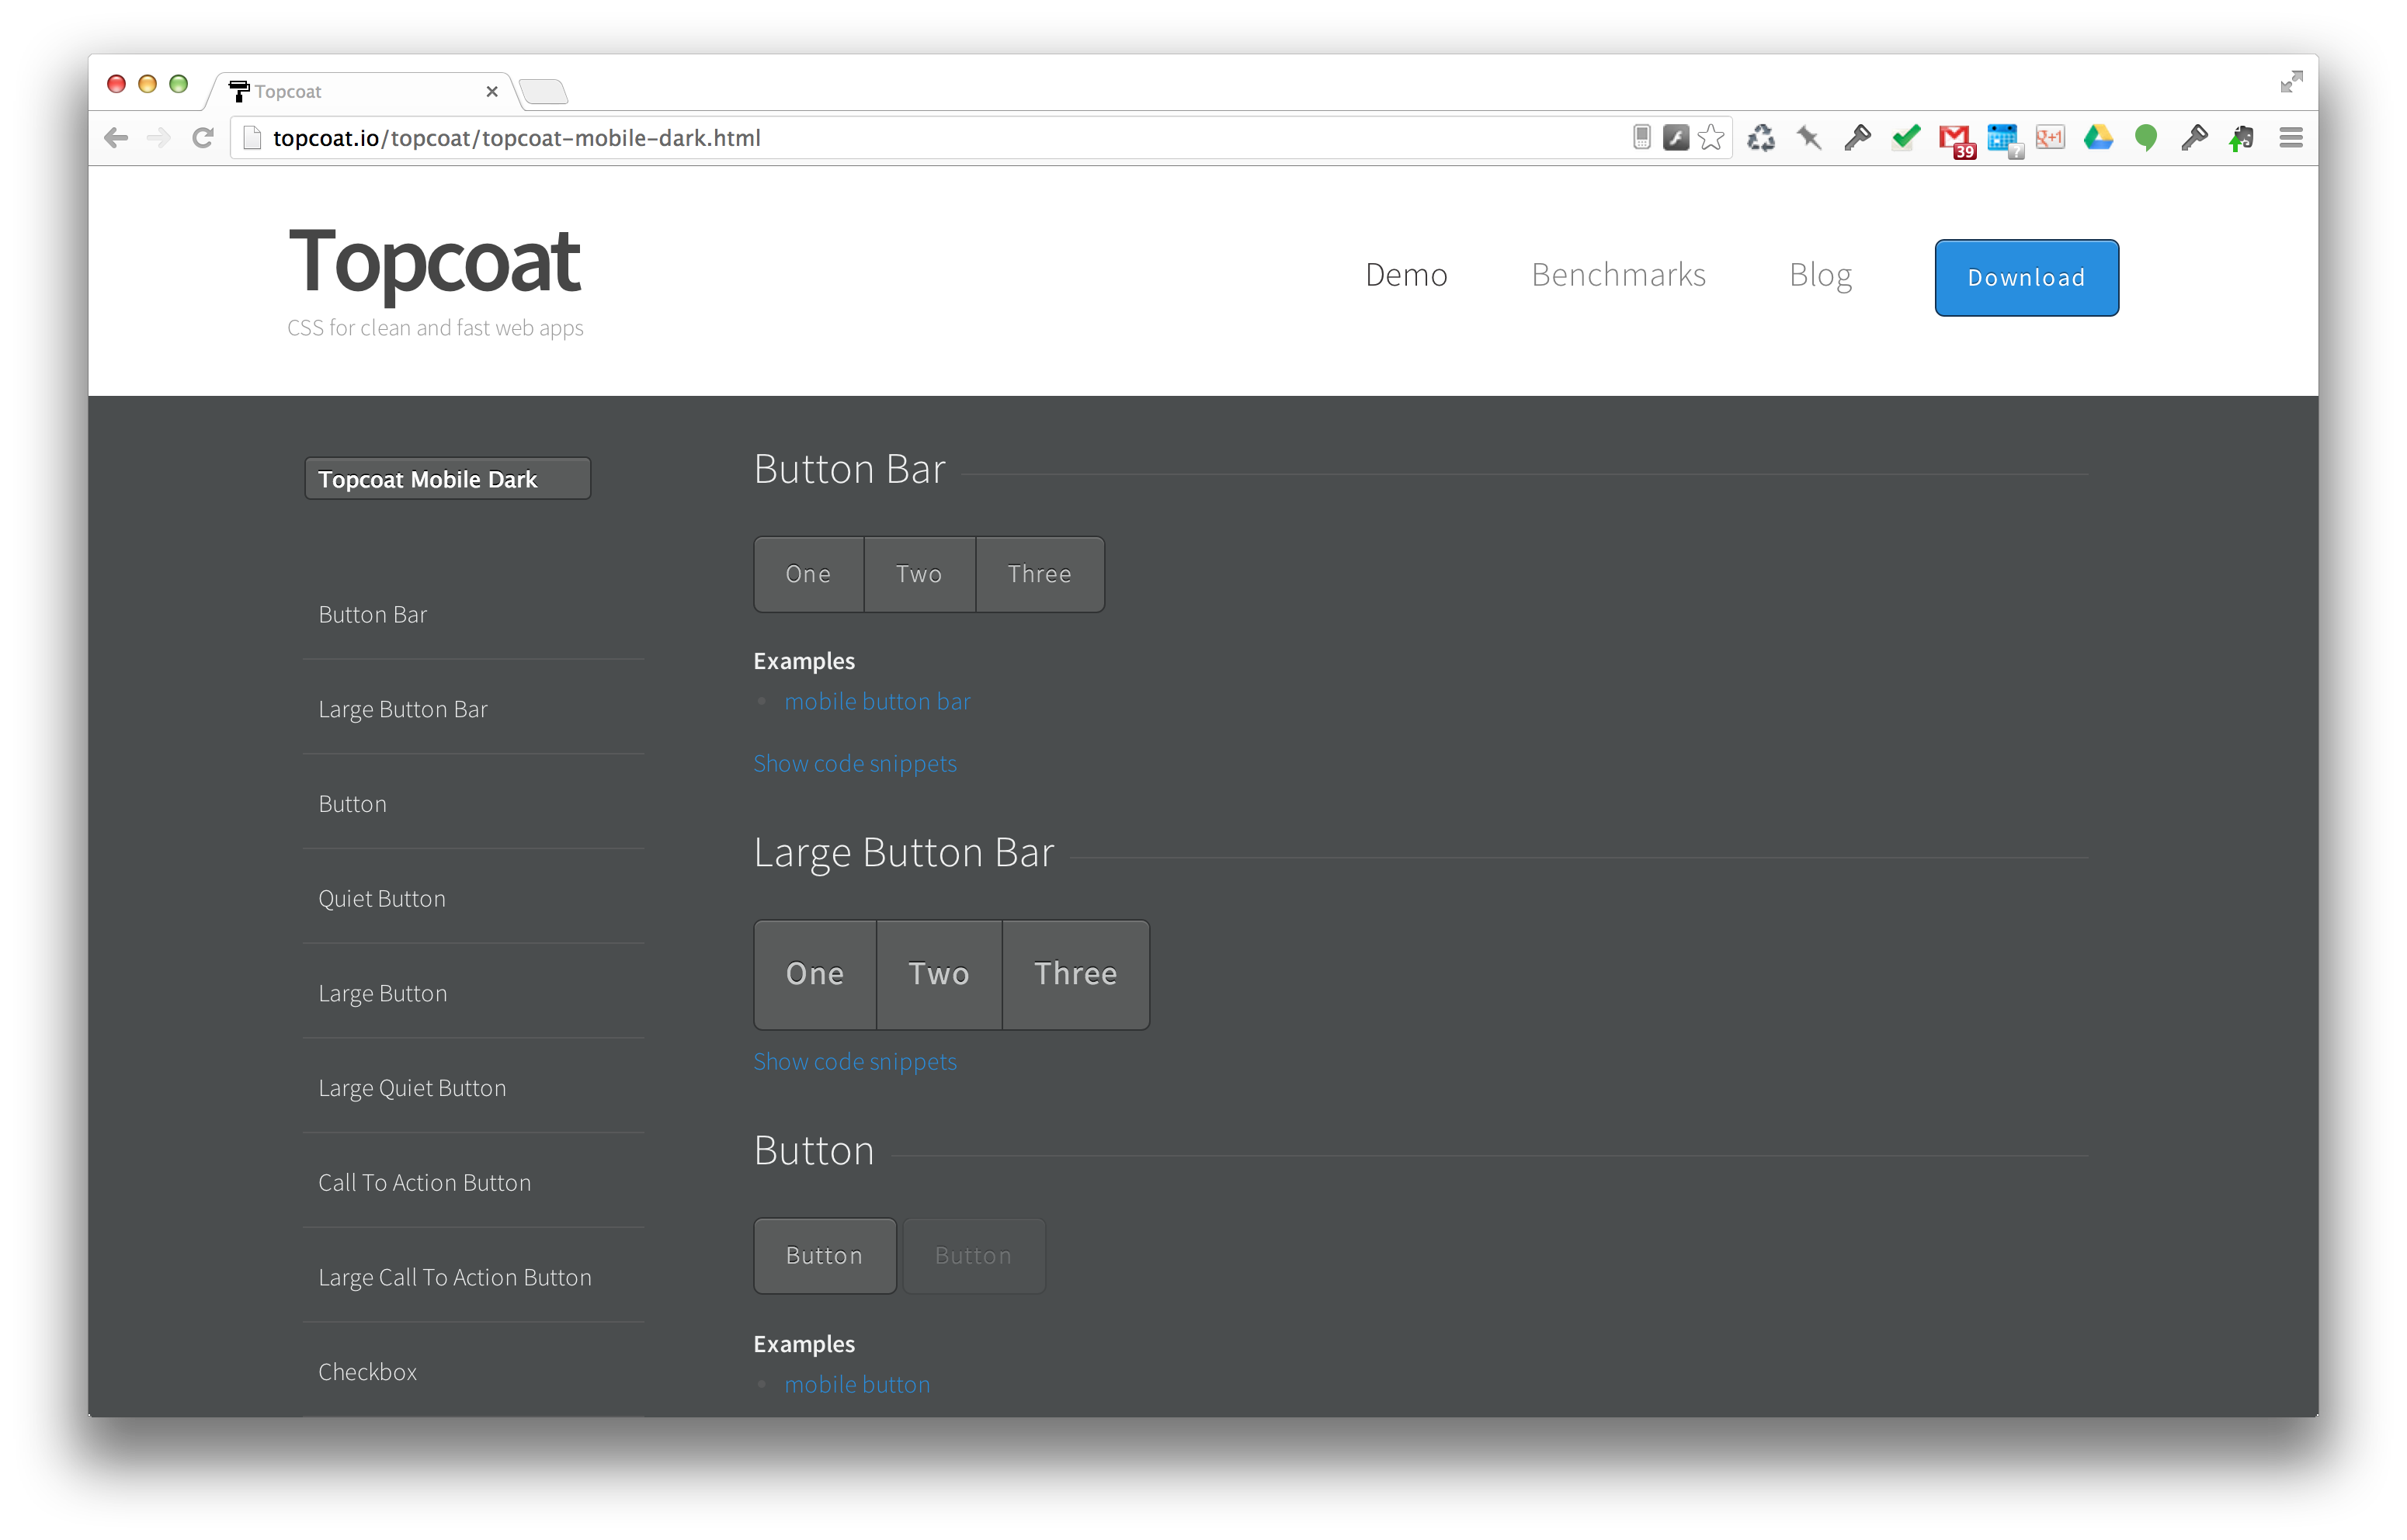 Topcoat
topcoat.io/topcoat/topcoat-mobile-dark.html
39
?
g+1
Topcoat
CSS for clean and fast web apps
Demo
Benchmarks
Blog
Download
Topcoat Mobile Dark
Button Bar
Large Button Bar
Button
Quiet Button
Large Button
Large Quiet Button
Call To Action Button
Large Call To Action Button
Checkbox
Button Bar
One Two Three
Examples
mobile button bar
Show code snippets
Large Button Bar
One Two Three
Show code snippets
Button
Button Button
Examples
mobile button